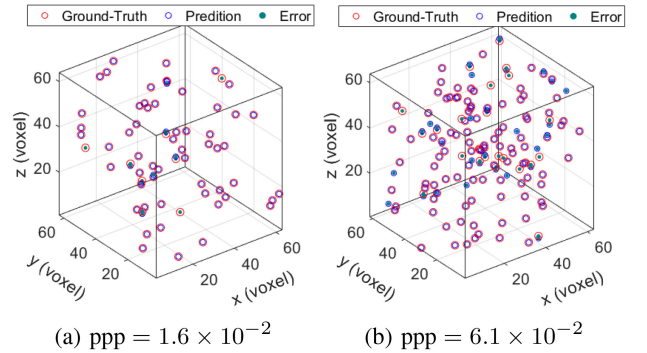 Ground-Truth Predition Error
Ground-Truth Predition Error
z (voxel)
60
40
20
60
40
20
y (voxel)
20
40
60
x (voxel)
z (voxel)
60
40
20
60
40
20
y (voxel)
20
40
60
x (voxel)
(a) ppp = 1.6 × 10⁻²
(b) ppp = 6.1 × 10⁻²